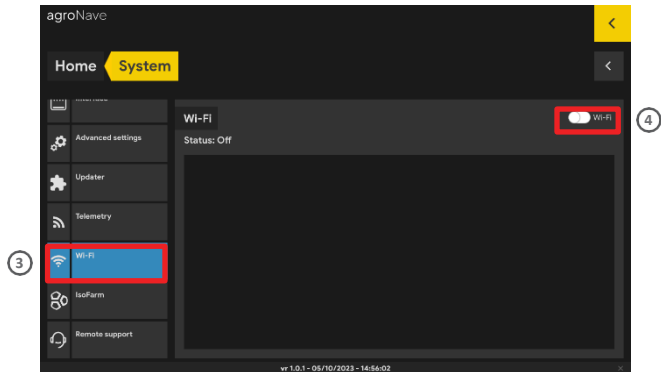 agroNave
Home
System
Wi-Fi
Wi-Fi
4
Status: Off
Advanced settings
Updater
Telemetry
3
Wi-Fi
IsoFarm
Remote support
vr 1.0.1 - 05/10/2023 - 14:56:02